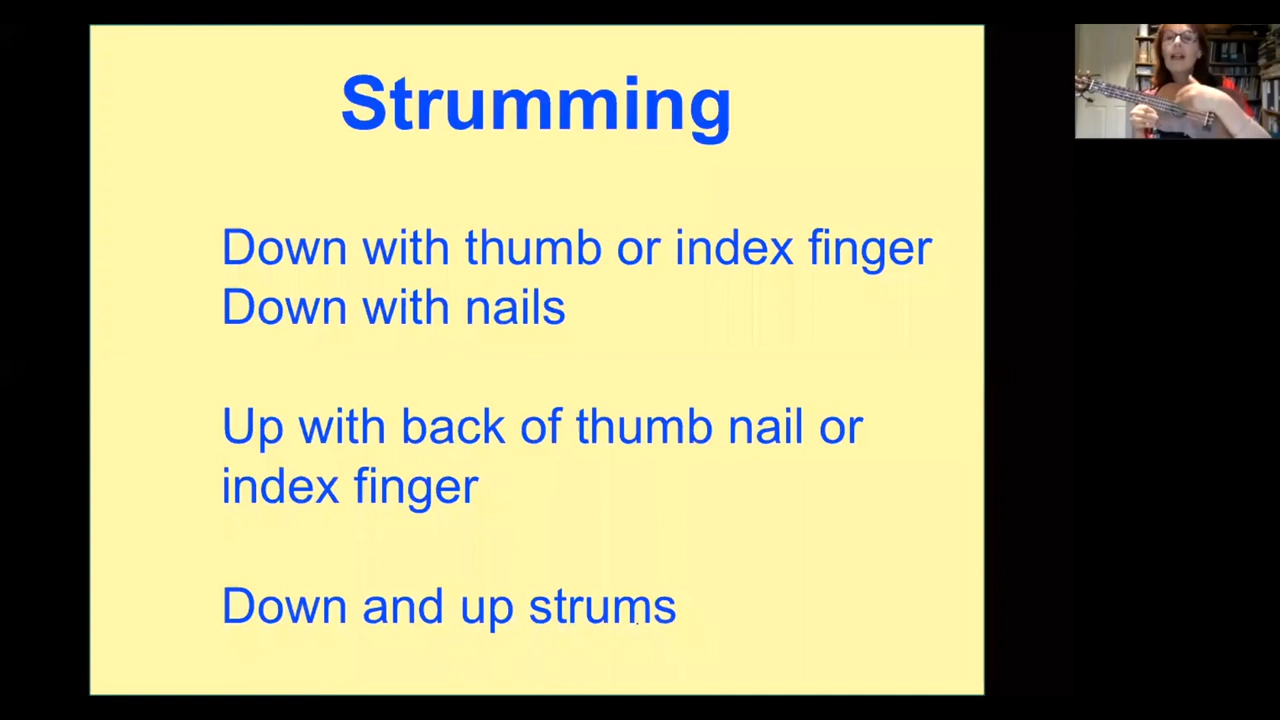 Strumming
Down with thumb or index finger
Down with nails
Up with back of thumb nail or
index finger
Down and up strums